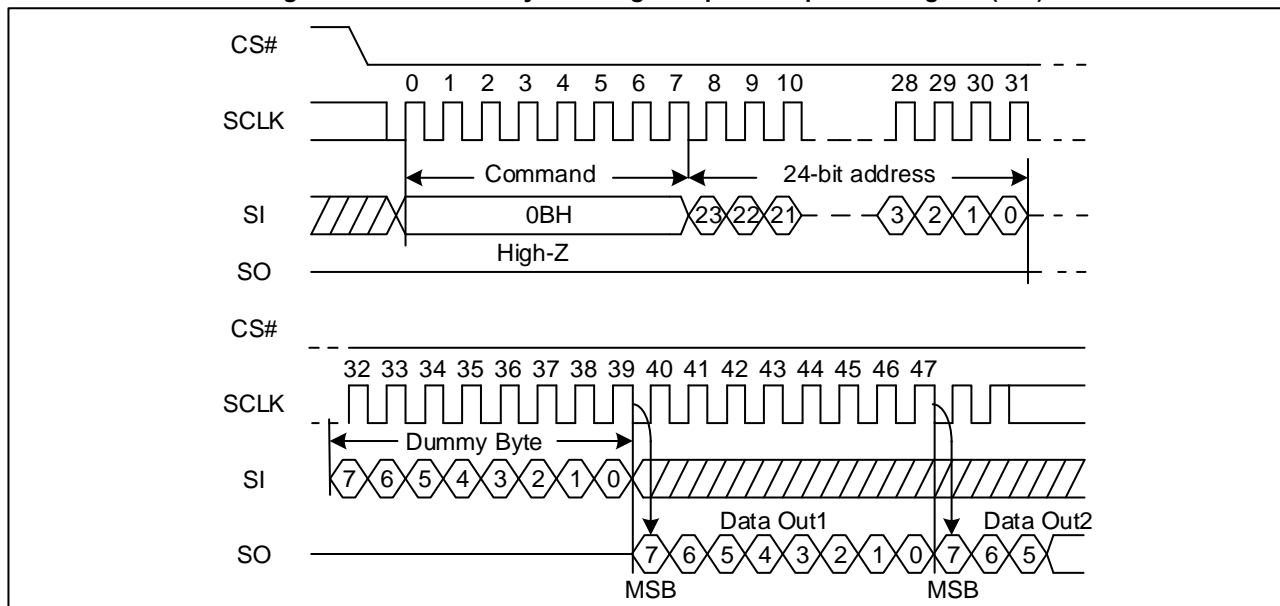 CS#
0 1 2 3 4 5 6 7 8 9 10 28 29 30 31
SCLK
Command 24-bit address
SI 0BH 23 22 21 3 2 1 0
High-Z
SO
CS#
32 33 34 35 36 37 38 39 40 41 42 43 44 45 46 47
SCLK
Dummy Byte
SI 7 6 5 4 3 2 1 0
Data Out1 Data Out2
SO 7 6 5 4 3 2 1 0 7 6 5
MSB MSB